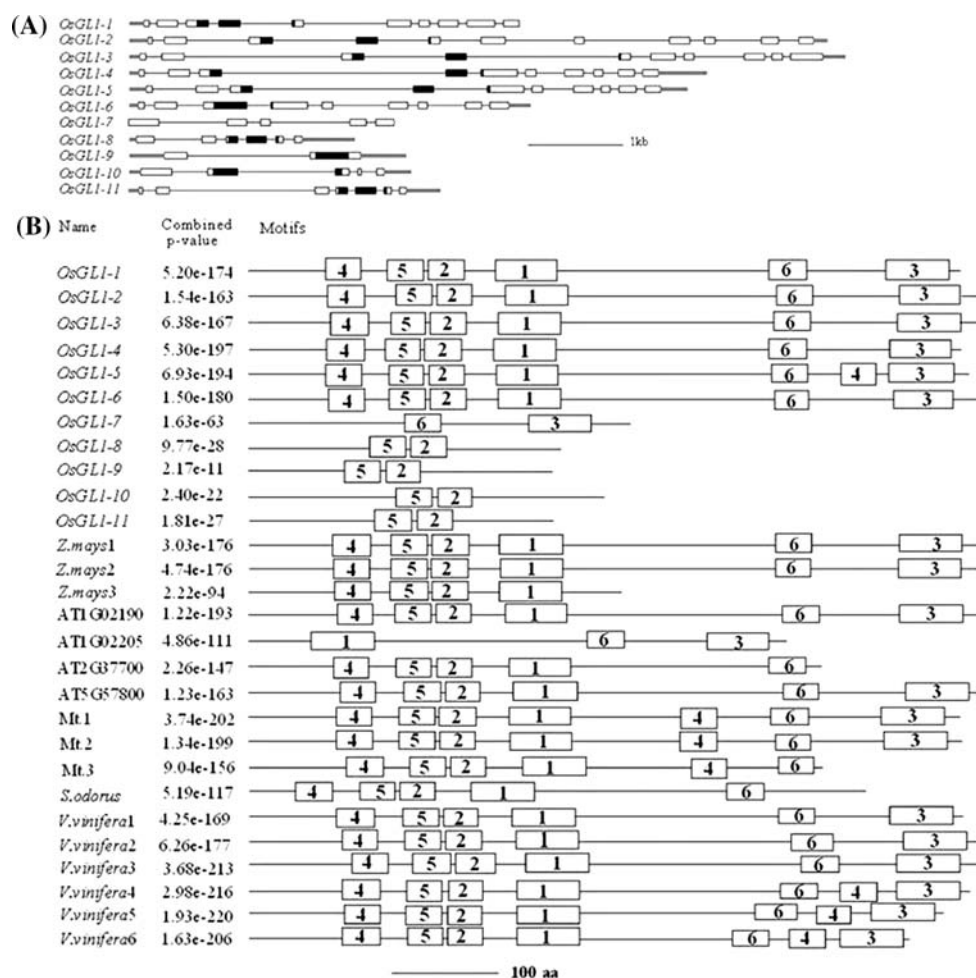 (A)
OsGL1-1
OsGL1-2
OsGL1-3
OsGL1-4
OsGL1-5
OsGL1-6
OsGL1-7
OsGL1-8
OsGL1-9
OsGL1-10
OsGL1-11
1kb
(B) Name Combined p-value Motifs
OsGL1-1 5.20e-174 4 5 2 1 6 3
OsGL1-2 1.54e-163 4 5 2 1 6 3
OsGL1-3 6.38e-167 4 5 2 1 6 3
OsGL1-4 5.30e-197 4 5 2 1 6 3
OsGL1-5 6.93e-194 4 5 2 1 6 4 3
OsGL1-6 1.50e-180 4 5 2 1 6 3
OsGL1-7 1.63e-63 6 3
OsGL1-8 9.77e-28 5 2
OsGL1-9 2.17e-11 5 2
OsGL1-10 2.40e-22 5 2
OsGL1-11 1.81e-27 5 2
Z.mays1 3.03e-176 4 5 2 1 6 3
Z.mays2 4.74e-176 4 5 2 1 6 3
Z.mays3 2.22e-94 4 5 2 1
AT1G02190 1.22e-193 4 5 2 1 6 3
AT1G02205 4.86e-111 1 6 3
AT2G37700 2.26e-147 4 5 2 1 6
AT5G57800 1.23e-163 4 5 2 1 6 3
Mt.1 3.74e-202 4 5 2 1 4 6 3
Mt.2 1.34e-199 4 5 2 1 4 6 3
Mt.3 9.04e-156 4 5 2 1 4 6
S.odorus 5.19e-117 4 5 2 1 6
V.vinifera1 4.25e-169 4 5 2 1 6 3
V.vinifera2 6.26e-177 4 5 2 1 6 3
V.vinifera3 3.68e-213 4 5 2 1 6 3
V.vinifera4 2.98e-216 4 5 2 1 6 4 3
V.vinifera5 1.93e-220 4 5 2 1 6 4 3
V.vinifera6 1.63e-206 4 5 2 1 6 4 3
100 aa